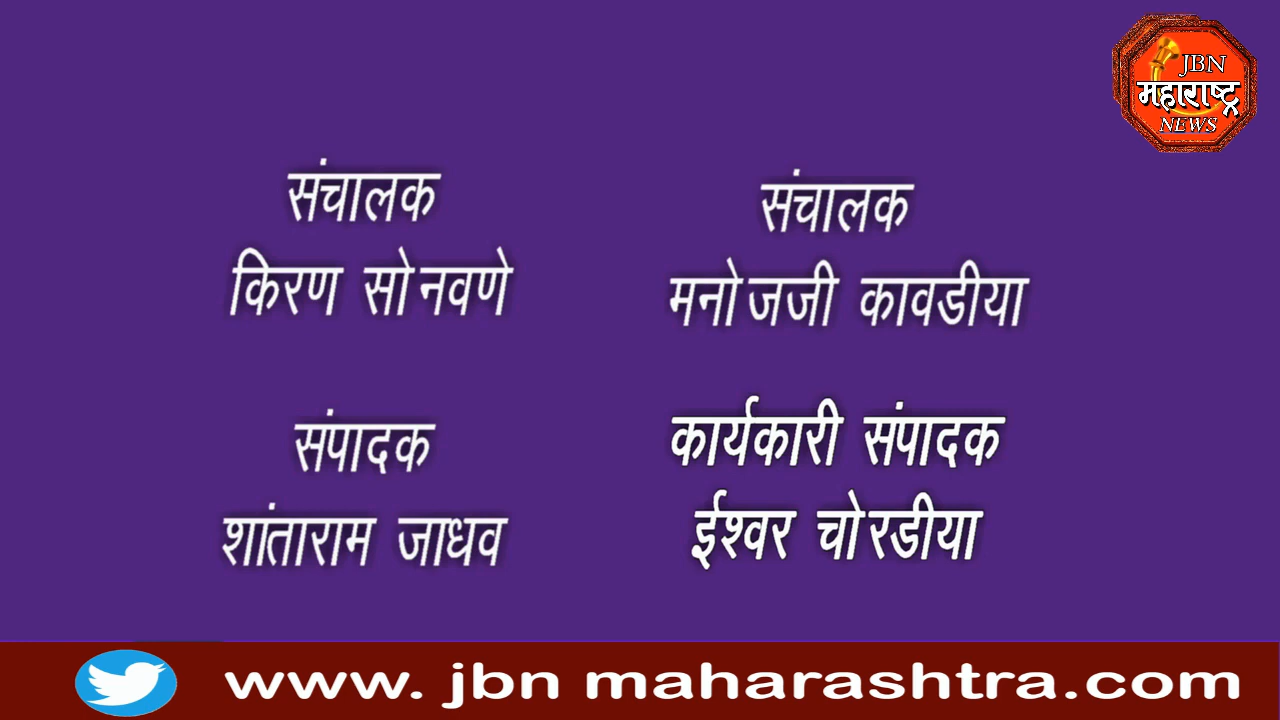 JBN
महाराष्ट्र
NEWS
संचालक
किरण सोनवणे
संचालक
मनोजजी कावडीया
संपादक
शांताराम जाधव
कार्यकारी संपादक
ईश्वर चोरडीया
www. jbn maharashtra.com